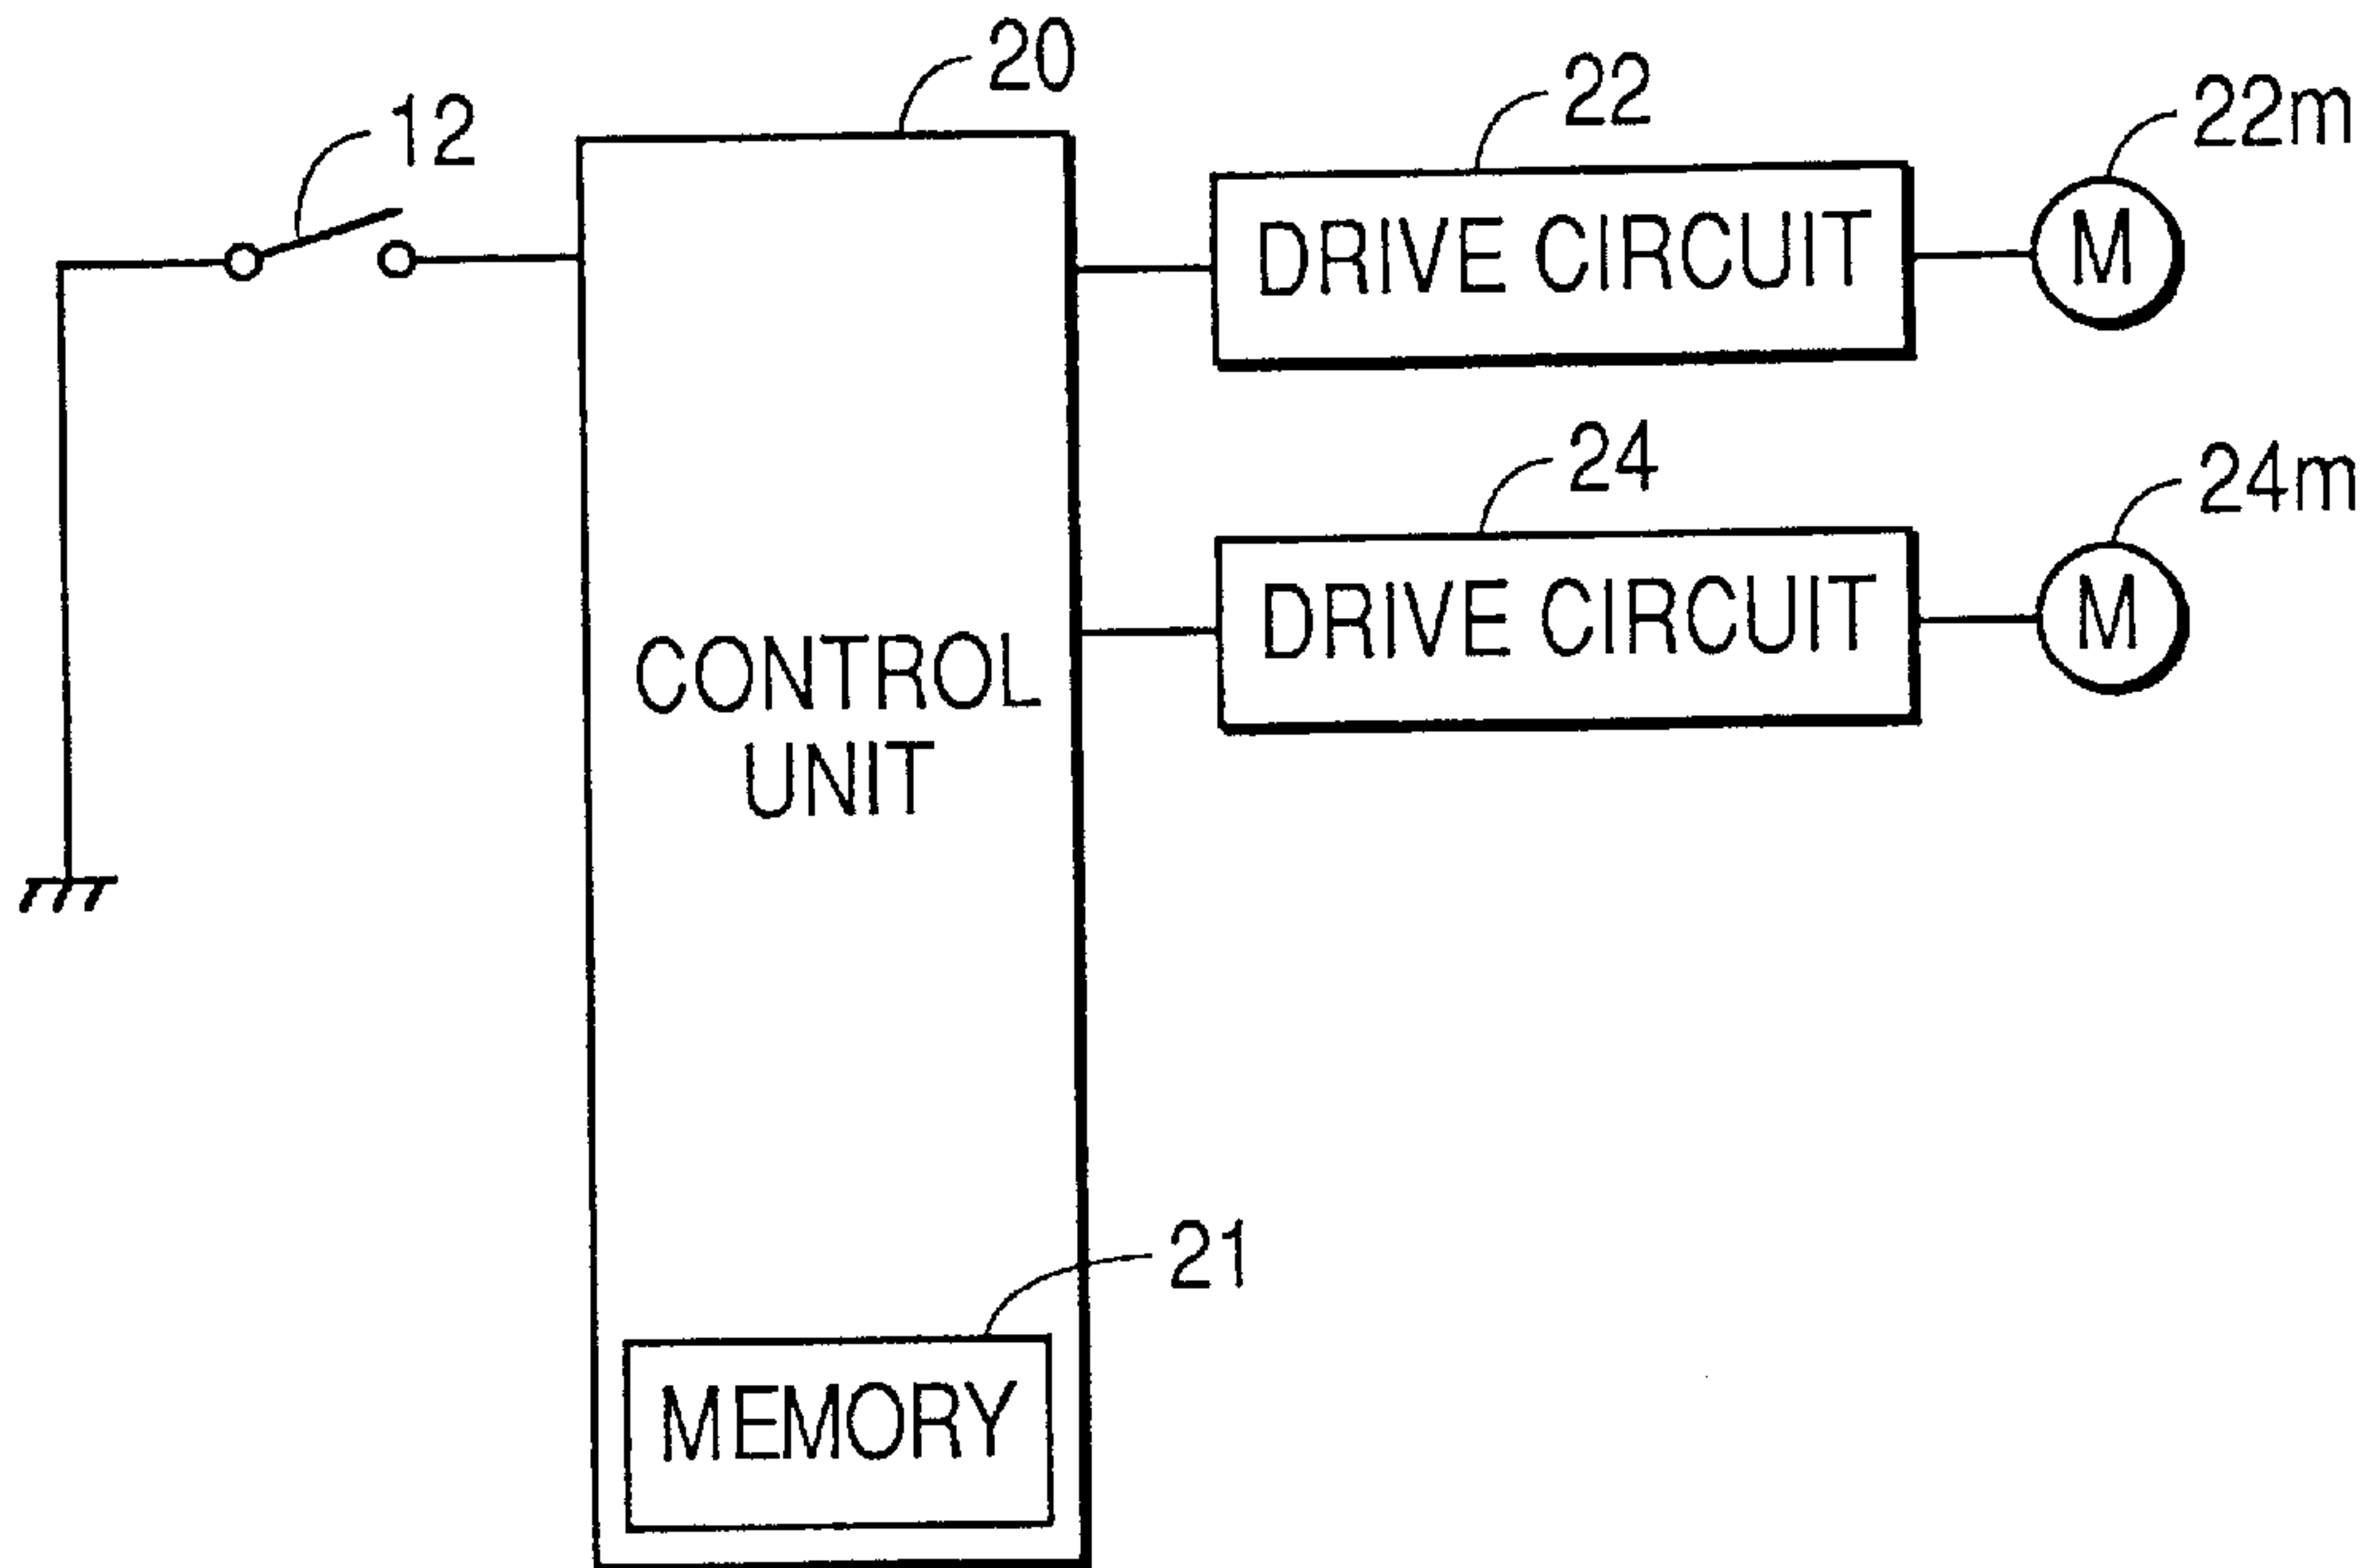 20
22
22m
12
DRIVE CIRCUIT
M
24
24m
DRIVE CIRCUIT
M
CONTROL
UNIT
21
MEMORY